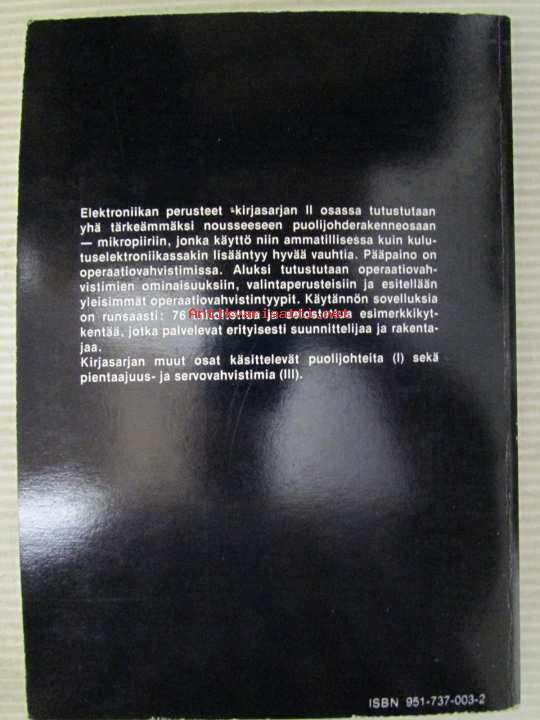 Elektroniikan perusteet -kirjasarjan II osassa tutustutaan
yhä tärkeämmäksi nousseeseen puolijohderakenneosaan
— mikropiiriin, jonka käyttö niin ammatillisessa kuin kulu-
tuselektroniikassakin lisääntyy hyvää vauhtia. Pääpaino on
operaatiovahvistimissa. Aluksi tutustutaan operaatiovah-
vistimien ominaisuuksiin, valintaperusteisiin ja esitellään
yleisimmät operaatiovahvistintyypit. Käytännön sovelluksia
on runsaasti: 76 mitoitettua ja selostettua esimerkkikyt-
kentää, jotka palvelevat erityisesti suunnittelijaa ja rakenta-
jaa.
Kirjasarjan muut osat käsittelevät puolijohteita (I) sekä
pientaajuus- ja servovahvistimia (III).
ISBN 951-737-003-2